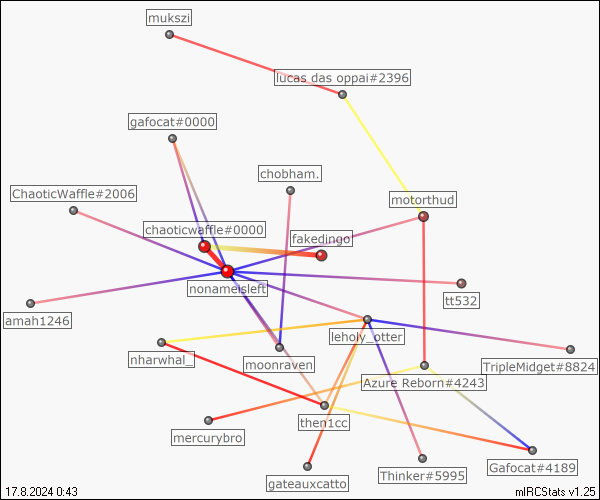 mukszi
lucas das oppai#2396
gafocat#0000
chobham.
ChaoticWaffle#2006
motorthud
chaoticwaffle#0000
fakedingo
nonameisleft
tt532
amah1246
leholy_otter
nharwhal_
moonraven
TripleMidget#8824
Azure Reborn#4243
then1cc
mercurybro
Gafocat#4189
Thinker#5995
gateauxcatto
17.8.2024 0:43
mIRCStats v1.25